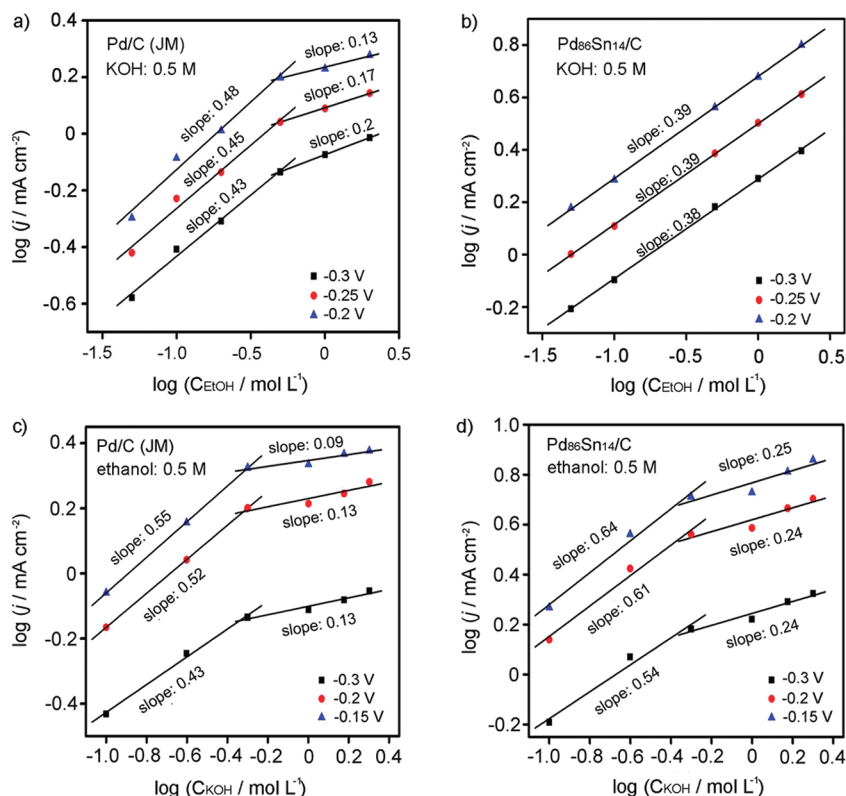 a)
Pd/C (JM)
KOH: 0.5 M
slope: 0.13
slope: 0.17
slope: 0.2
slope: 0.48
slope: 0.45
slope: 0.43
-0.3 V
-0.25 V
-0.2 V
0.4
0.2
0
-0.2
-0.4
-0.6
log (j / mA cm⁻²)
-1.5 -1.0 -0.5 0.0 0.5
log (CEtOH / mol L⁻¹)
b)
Pd86Sn14/C
KOH: 0.5 M
slope: 0.39
slope: 0.39
slope: 0.38
-0.3 V
-0.25 V
-0.2 V
0.8
0.6
0.4
0.2
0
-0.2
log (j / mA cm⁻²)
-1.5 -1.0 -0.5 0.0 0.5
log (CEtOH / mol L⁻¹)
c)
Pd/C (JM)
ethanol: 0.5 M
slope: 0.09
slope: 0.13
slope: 0.13
slope: 0.55
slope: 0.52
slope: 0.43
-0.3 V
-0.2 V
-0.15 V
0.4
0.2
0
-0.2
-0.4
log (j / mA cm⁻²)
-1.0 -0.8 -0.6 -0.4 -0.2 0 0.2 0.4
log (CKOH / mol L⁻¹)
d)
Pd86Sn14/C
ethanol: 0.5 M
slope: 0.25
slope: 0.24
slope: 0.24
slope: 0.64
slope: 0.61
slope: 0.54
-0.3 V
-0.2 V
-0.15 V
1.0
0.8
0.6
0.4
0.2
0
-0.2
log (j / mA cm⁻²)
-1.0 -0.8 -0.6 -0.4 -0.2 0.0 0.2 0.4
log (CKOH / mol L⁻¹)